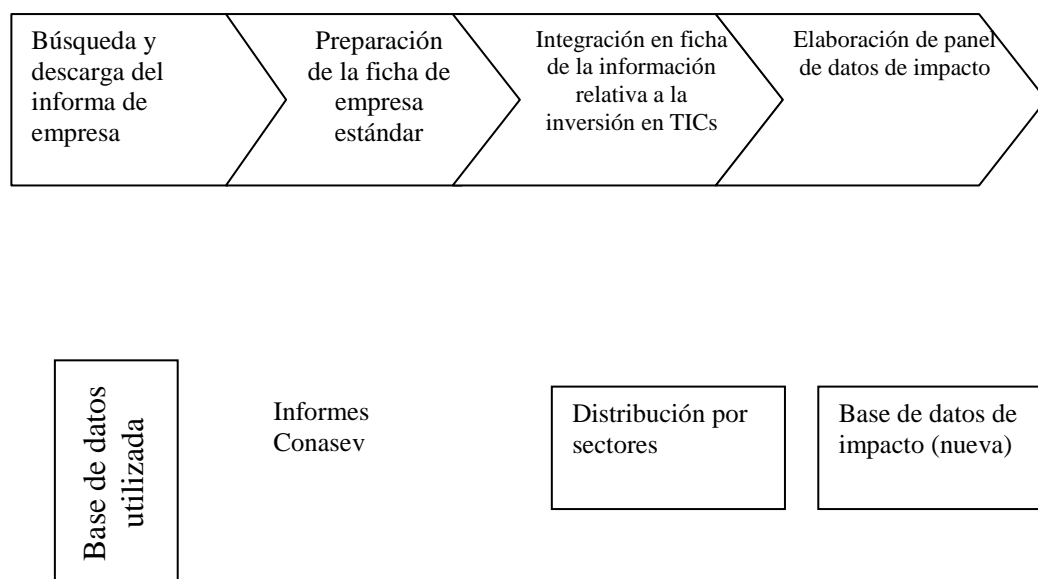 Búsqueda y
descarga del
informa de
empresa
Preparación
de la ficha de
empresa
estándar
Integración en ficha
de la información
relativa a la
inversión en TICs
Elaboración de panel
de datos de impacto
Base de datos
utilizada
Informes
Conasev
Distribución por
sectores
Base de datos de
impacto (nueva)